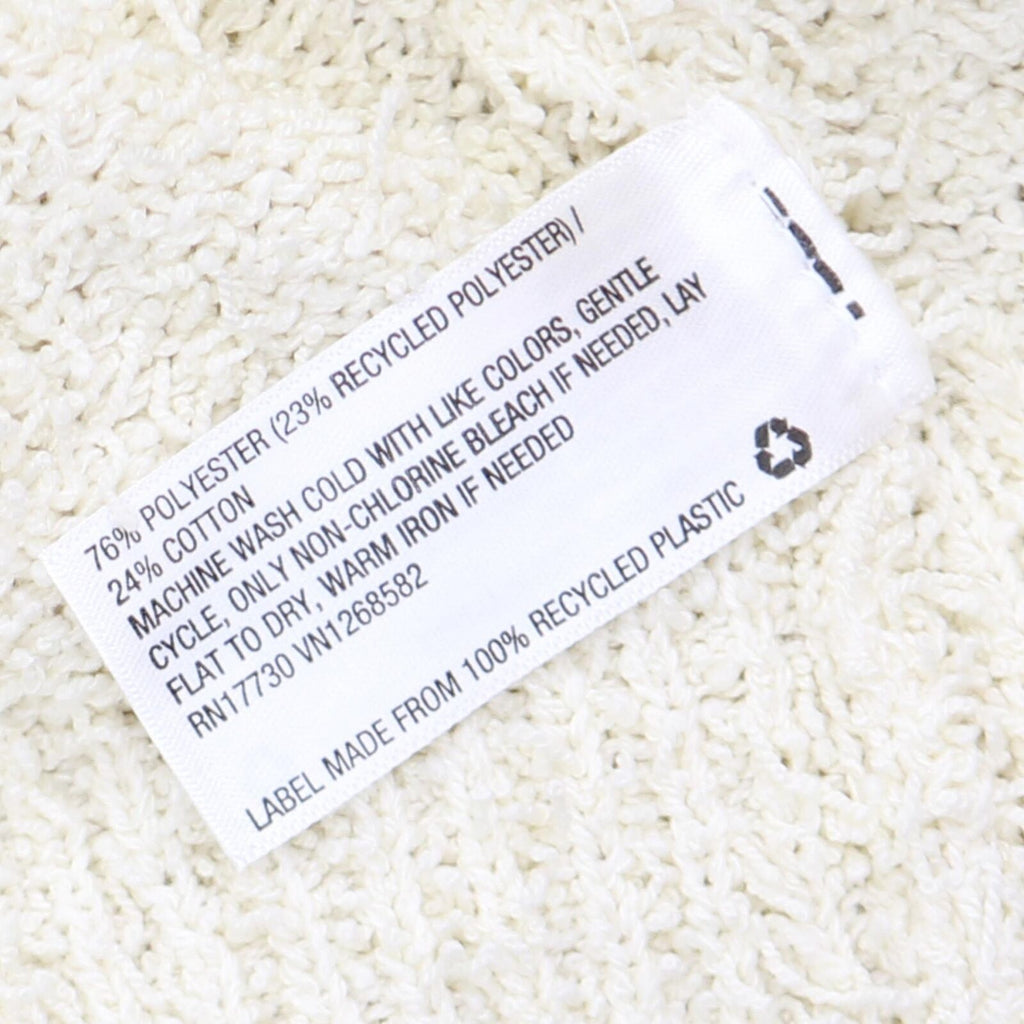 76% POLYESTER (23% RECYCLED POLYESTER) /
24% COTTON
MACHINE WASH COLD WITH LIKE COLORS, GENTLE
CYCLE, ONLY NON-CHLORINE BLEACH IF NEEDED, LAY
FLAT TO DRY, WARM IRON IF NEEDED
RN17730 VN1268582
LABEL MADE FROM 100% RECYCLED PLASTIC